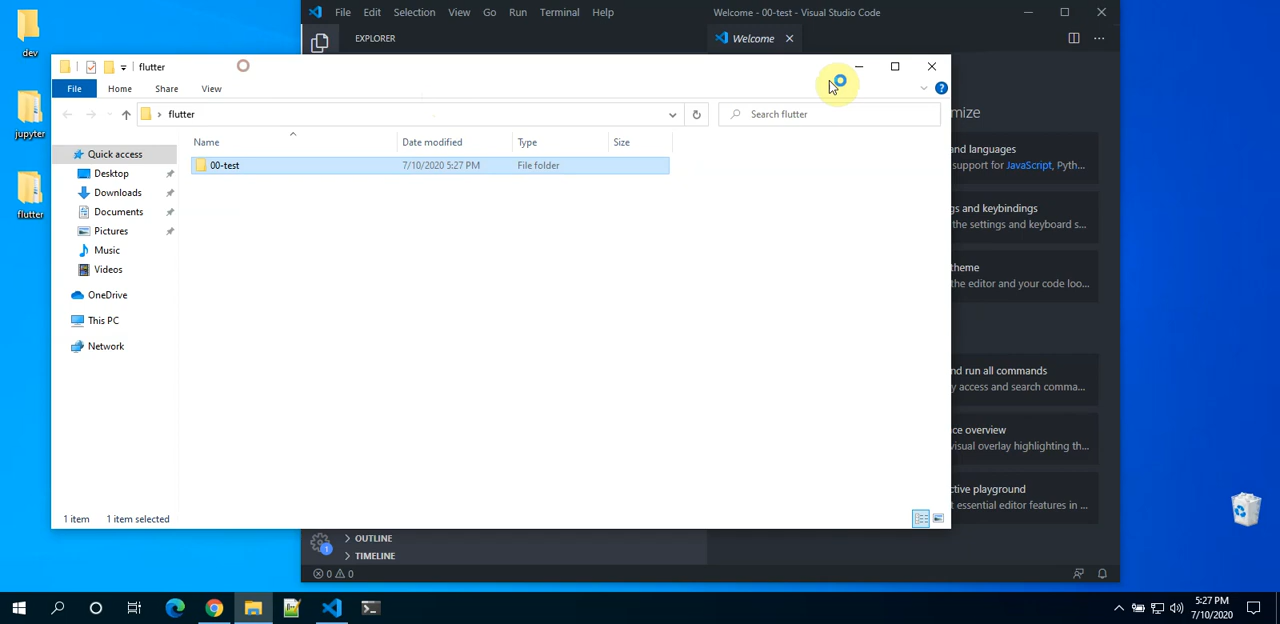 File Edit Selection View Go Run Terminal Help
Welcome - 00-test - Visual Studio Code
EXPLORER
Welcome
dev
jupyter
flutter
flutter
File Home Share View
flutter
Search flutter
Name Date modified Type Size
00-test 7/10/2020 5:27 PM File folder
Quick access
Desktop
Downloads
Documents
Pictures
Music
Videos
OneDrive
This PC
Network
1 item 1 item selected
mize
and languages
support for JavaScript, Pyth...
gs and keybindings
the settings and keyboard s...
theme
the editor and your code loo...
nd run all commands
y access and search comma...
ce overview
visual overlay highlighting th...
ctive playground
t essential editor features in ...
1
OUTLINE
TIMELINE
0 0
5:27 PM
7/10/2020